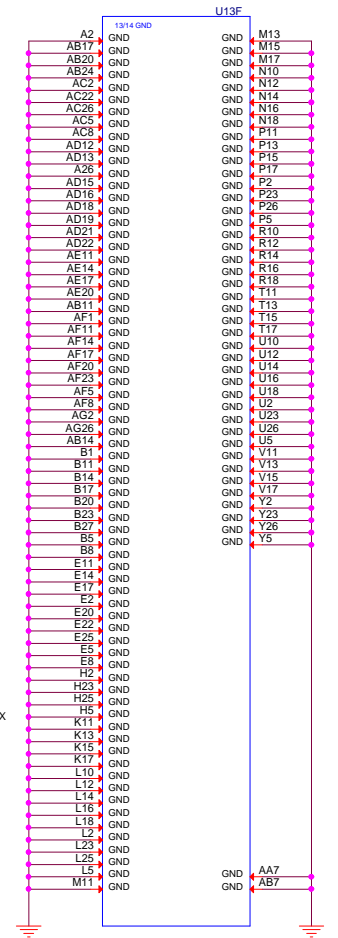 U13F
13/14 GND
A2 GND GND M13
AB17 GND GND M15
AB20 GND GND M17
AB24 GND GND N10
AC2 GND GND N12
AC22 GND GND N14
AC26 GND GND N16
AC5 GND GND N18
AC8 GND GND P11
AD12 GND GND P13
AD13 GND GND P15
A26 GND GND P17
AD15 GND GND P2
AD16 GND GND P23
AD18 GND GND P26
AD19 GND GND P5
AD21 GND GND R10
AD22 GND GND R12
AE11 GND GND R14
AE14 GND GND R16
AE17 GND GND R18
AE20 GND GND T11
AB11 GND GND T13
AF1 GND GND T15
AF11 GND GND T17
AF14 GND GND U10
AF17 GND GND U12
AF20 GND GND U14
AF23 GND GND U16
AF5 GND GND U18
AF8 GND GND U2
AG2 GND GND U23
AG26 GND GND U26
AB14 GND GND U5
B1 GND GND V11
B11 GND GND V13
B14 GND GND V15
B17 GND GND V17
B20 GND GND Y2
B23 GND GND Y23
B27 GND GND Y26
B5 GND GND Y5
B8 GND
E11 GND
E14 GND
E17 GND
E2 GND
E20 GND
E22 GND
E25 GND
E5 GND
E8 GND
H2 GND
H23 GND
H25 GND
X H5 GND
K11 GND
K13 GND
K15 GND
K17 GND
L10 GND
L12 GND
L14 GND
L16 GND
L18 GND
L2 GND
L23 GND
L25 GND
L5 GND GND AA7
M11 GND GND AB7